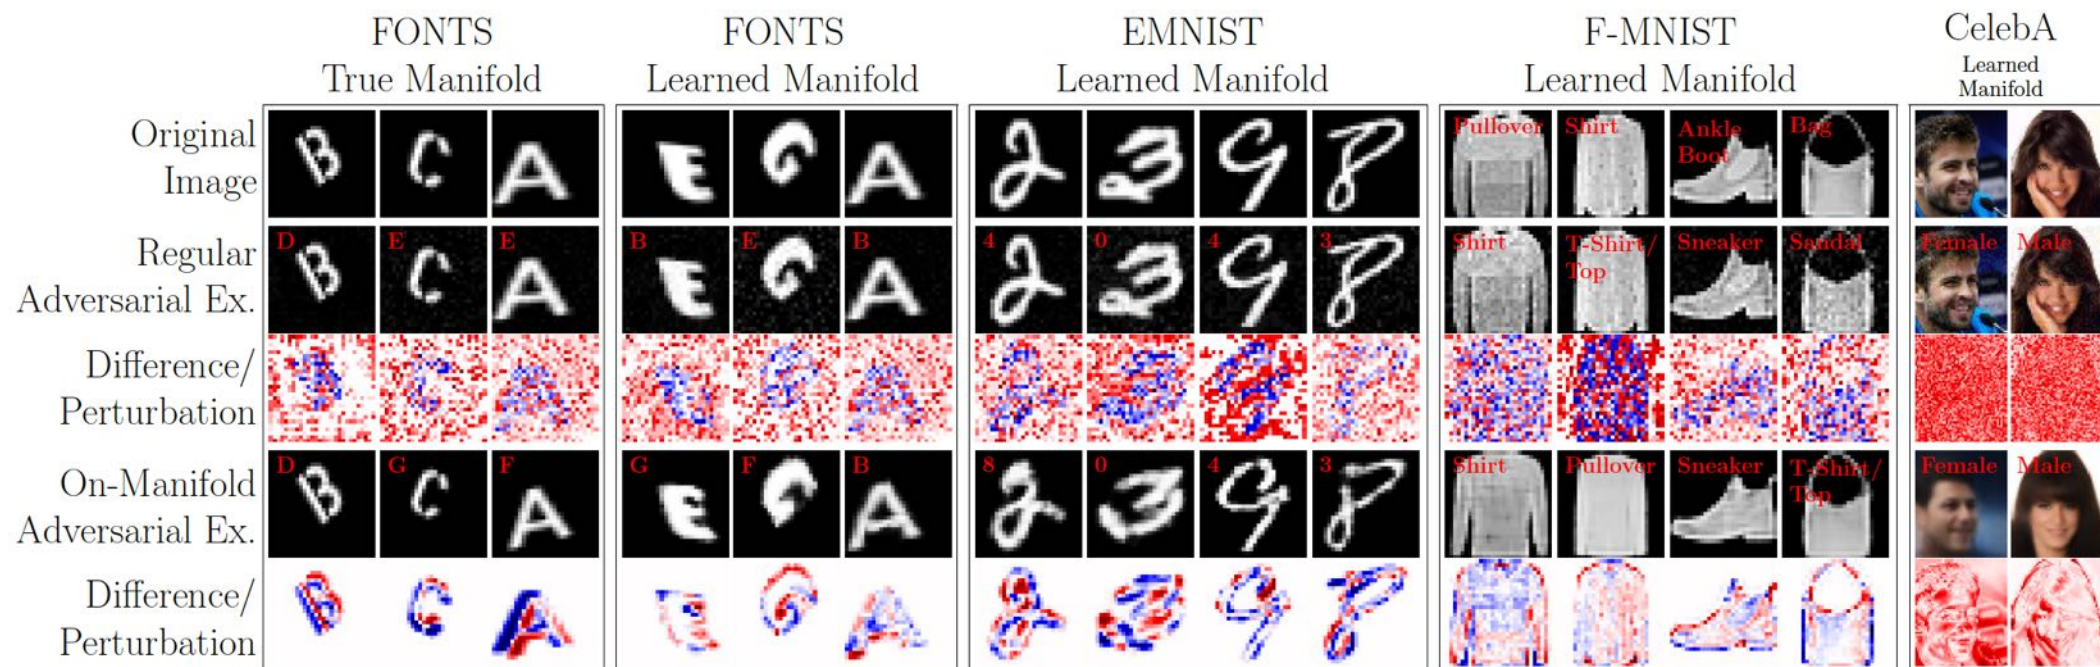 FONTS FONTS EMNIST F-MNIST CelebA
True Manifold Learned Manifold Learned Manifold Learned Manifold Learned
Manifold
Original
Image
Pullover Shirt Ankle
Boot Bag
Regular
Adversarial Ex.
D E E B E B 4 0 4 3 Shirt T-Shirt/
Top Sneaker Sandal Female Male
Difference/
Perturbation
On-Manifold
Adversarial Ex.
D G F G F B 8 0 4 3 Shirt Pullover Sneaker T-Shirt/
Top Female Male
Difference/
Perturbation